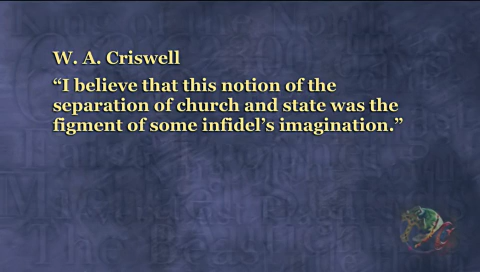 W. A. Criswell
“I believe that this notion of the
separation of church and state was the
figment of some infidel’s imagination.”